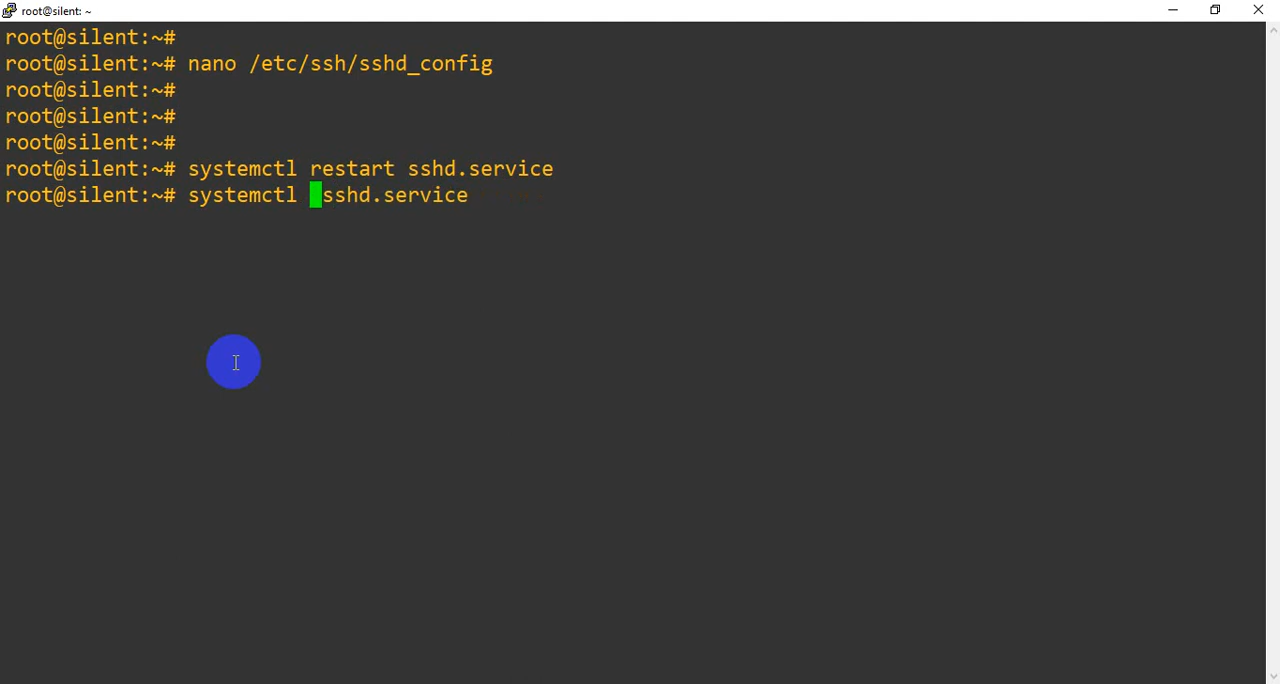 root@silent: ~
root@silent:~#
root@silent:~# nano /etc/ssh/sshd_config
root@silent:~#
root@silent:~#
root@silent:~#
root@silent:~# systemctl restart sshd.service
root@silent:~# systemctl sshd.service